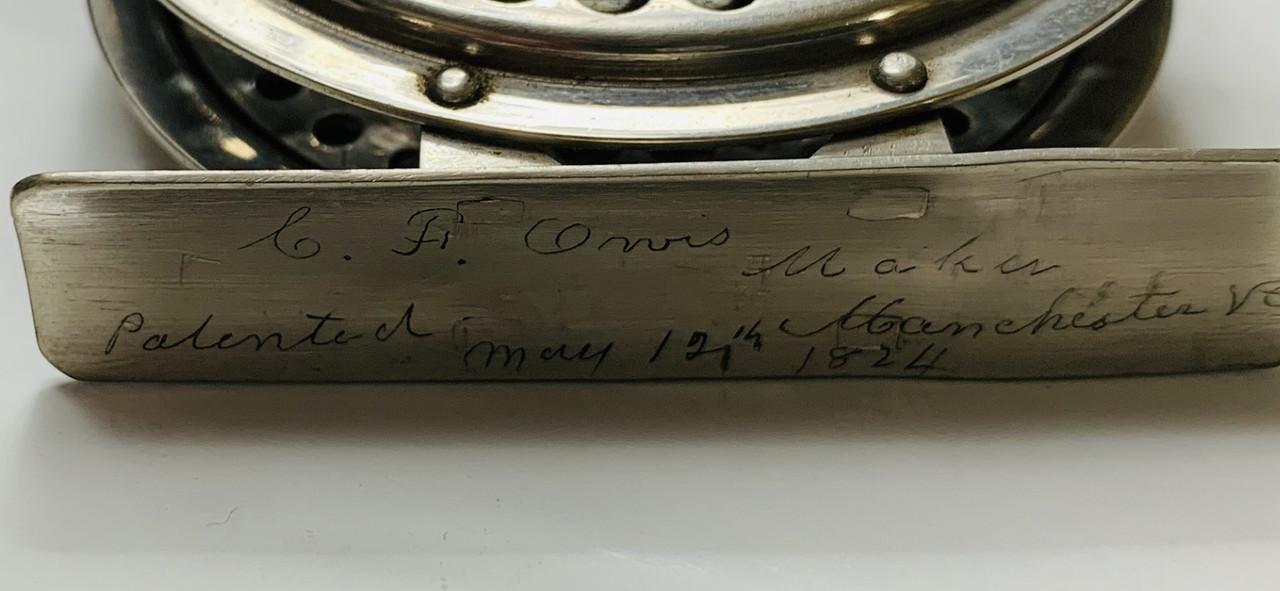 C. F. Orvis Maker
Manchester Vt
Patented May 12th 1824